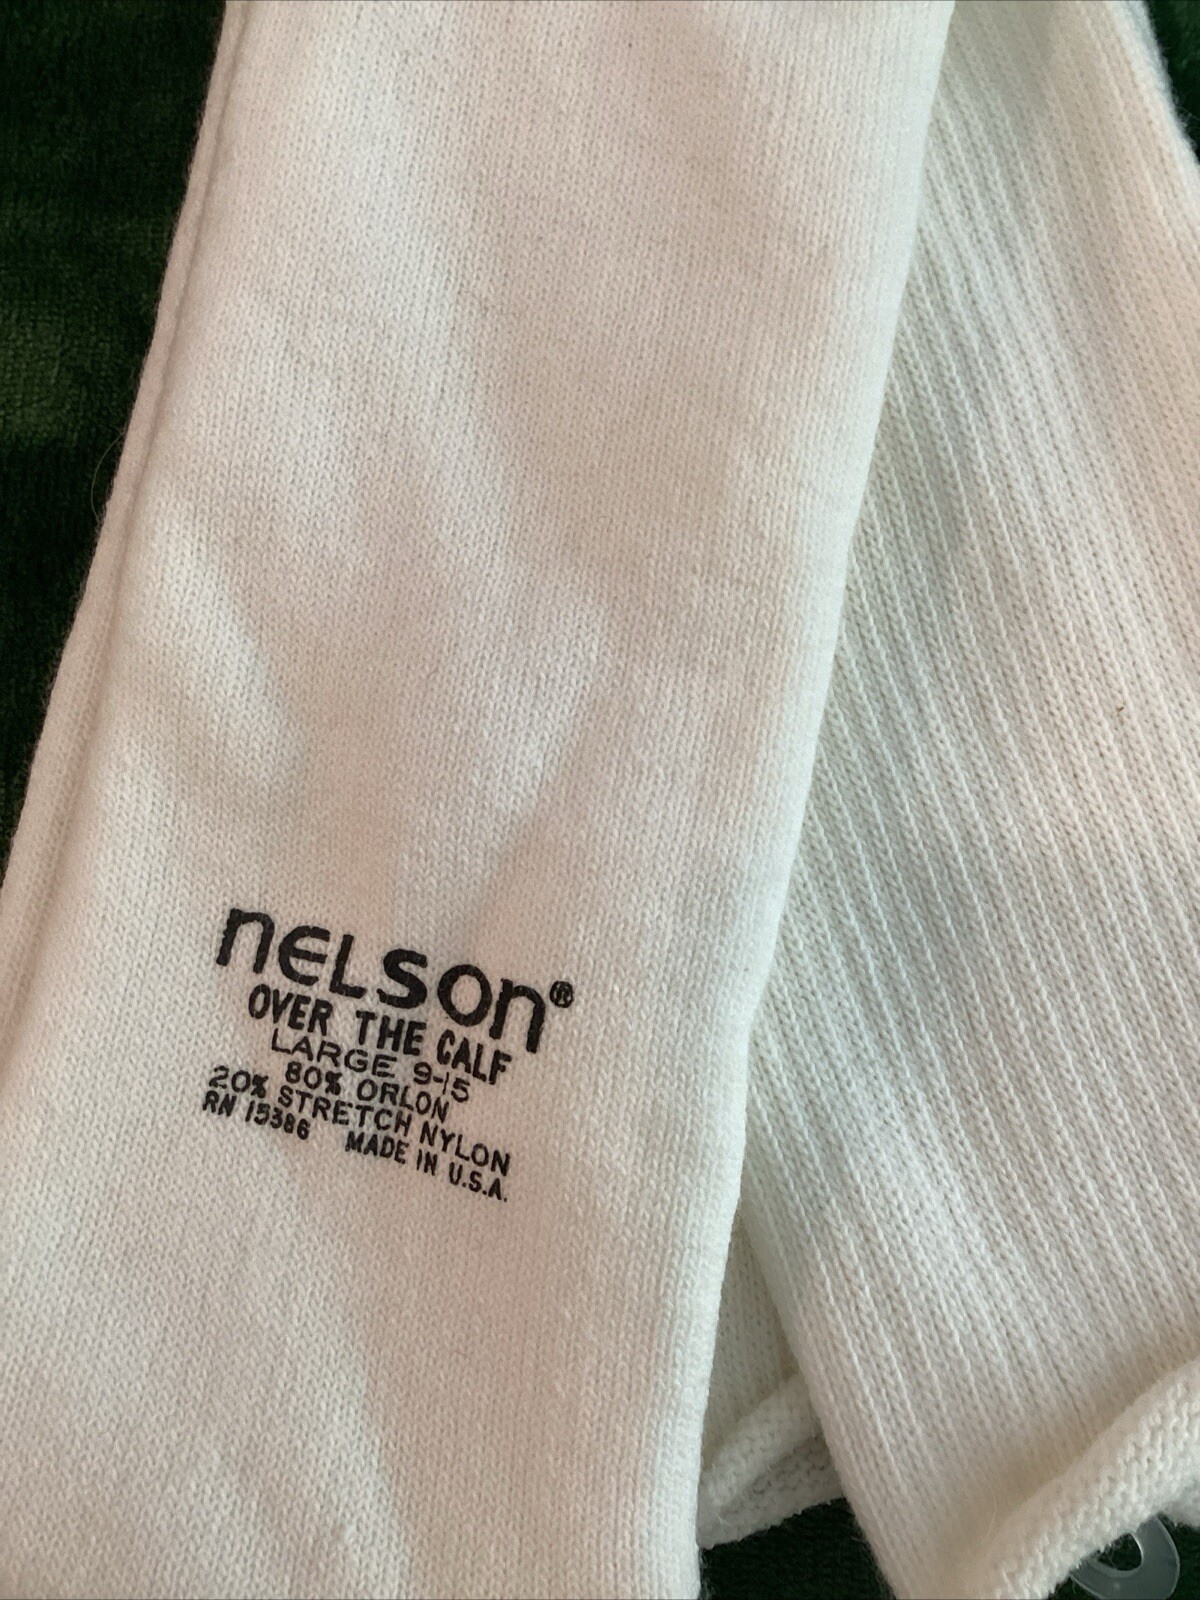 nELSon®
OVER THE CALF
LARGE 9-15
80% ORLON
20% STRETCH NYLON
RN 15386 MADE IN U.S.A.